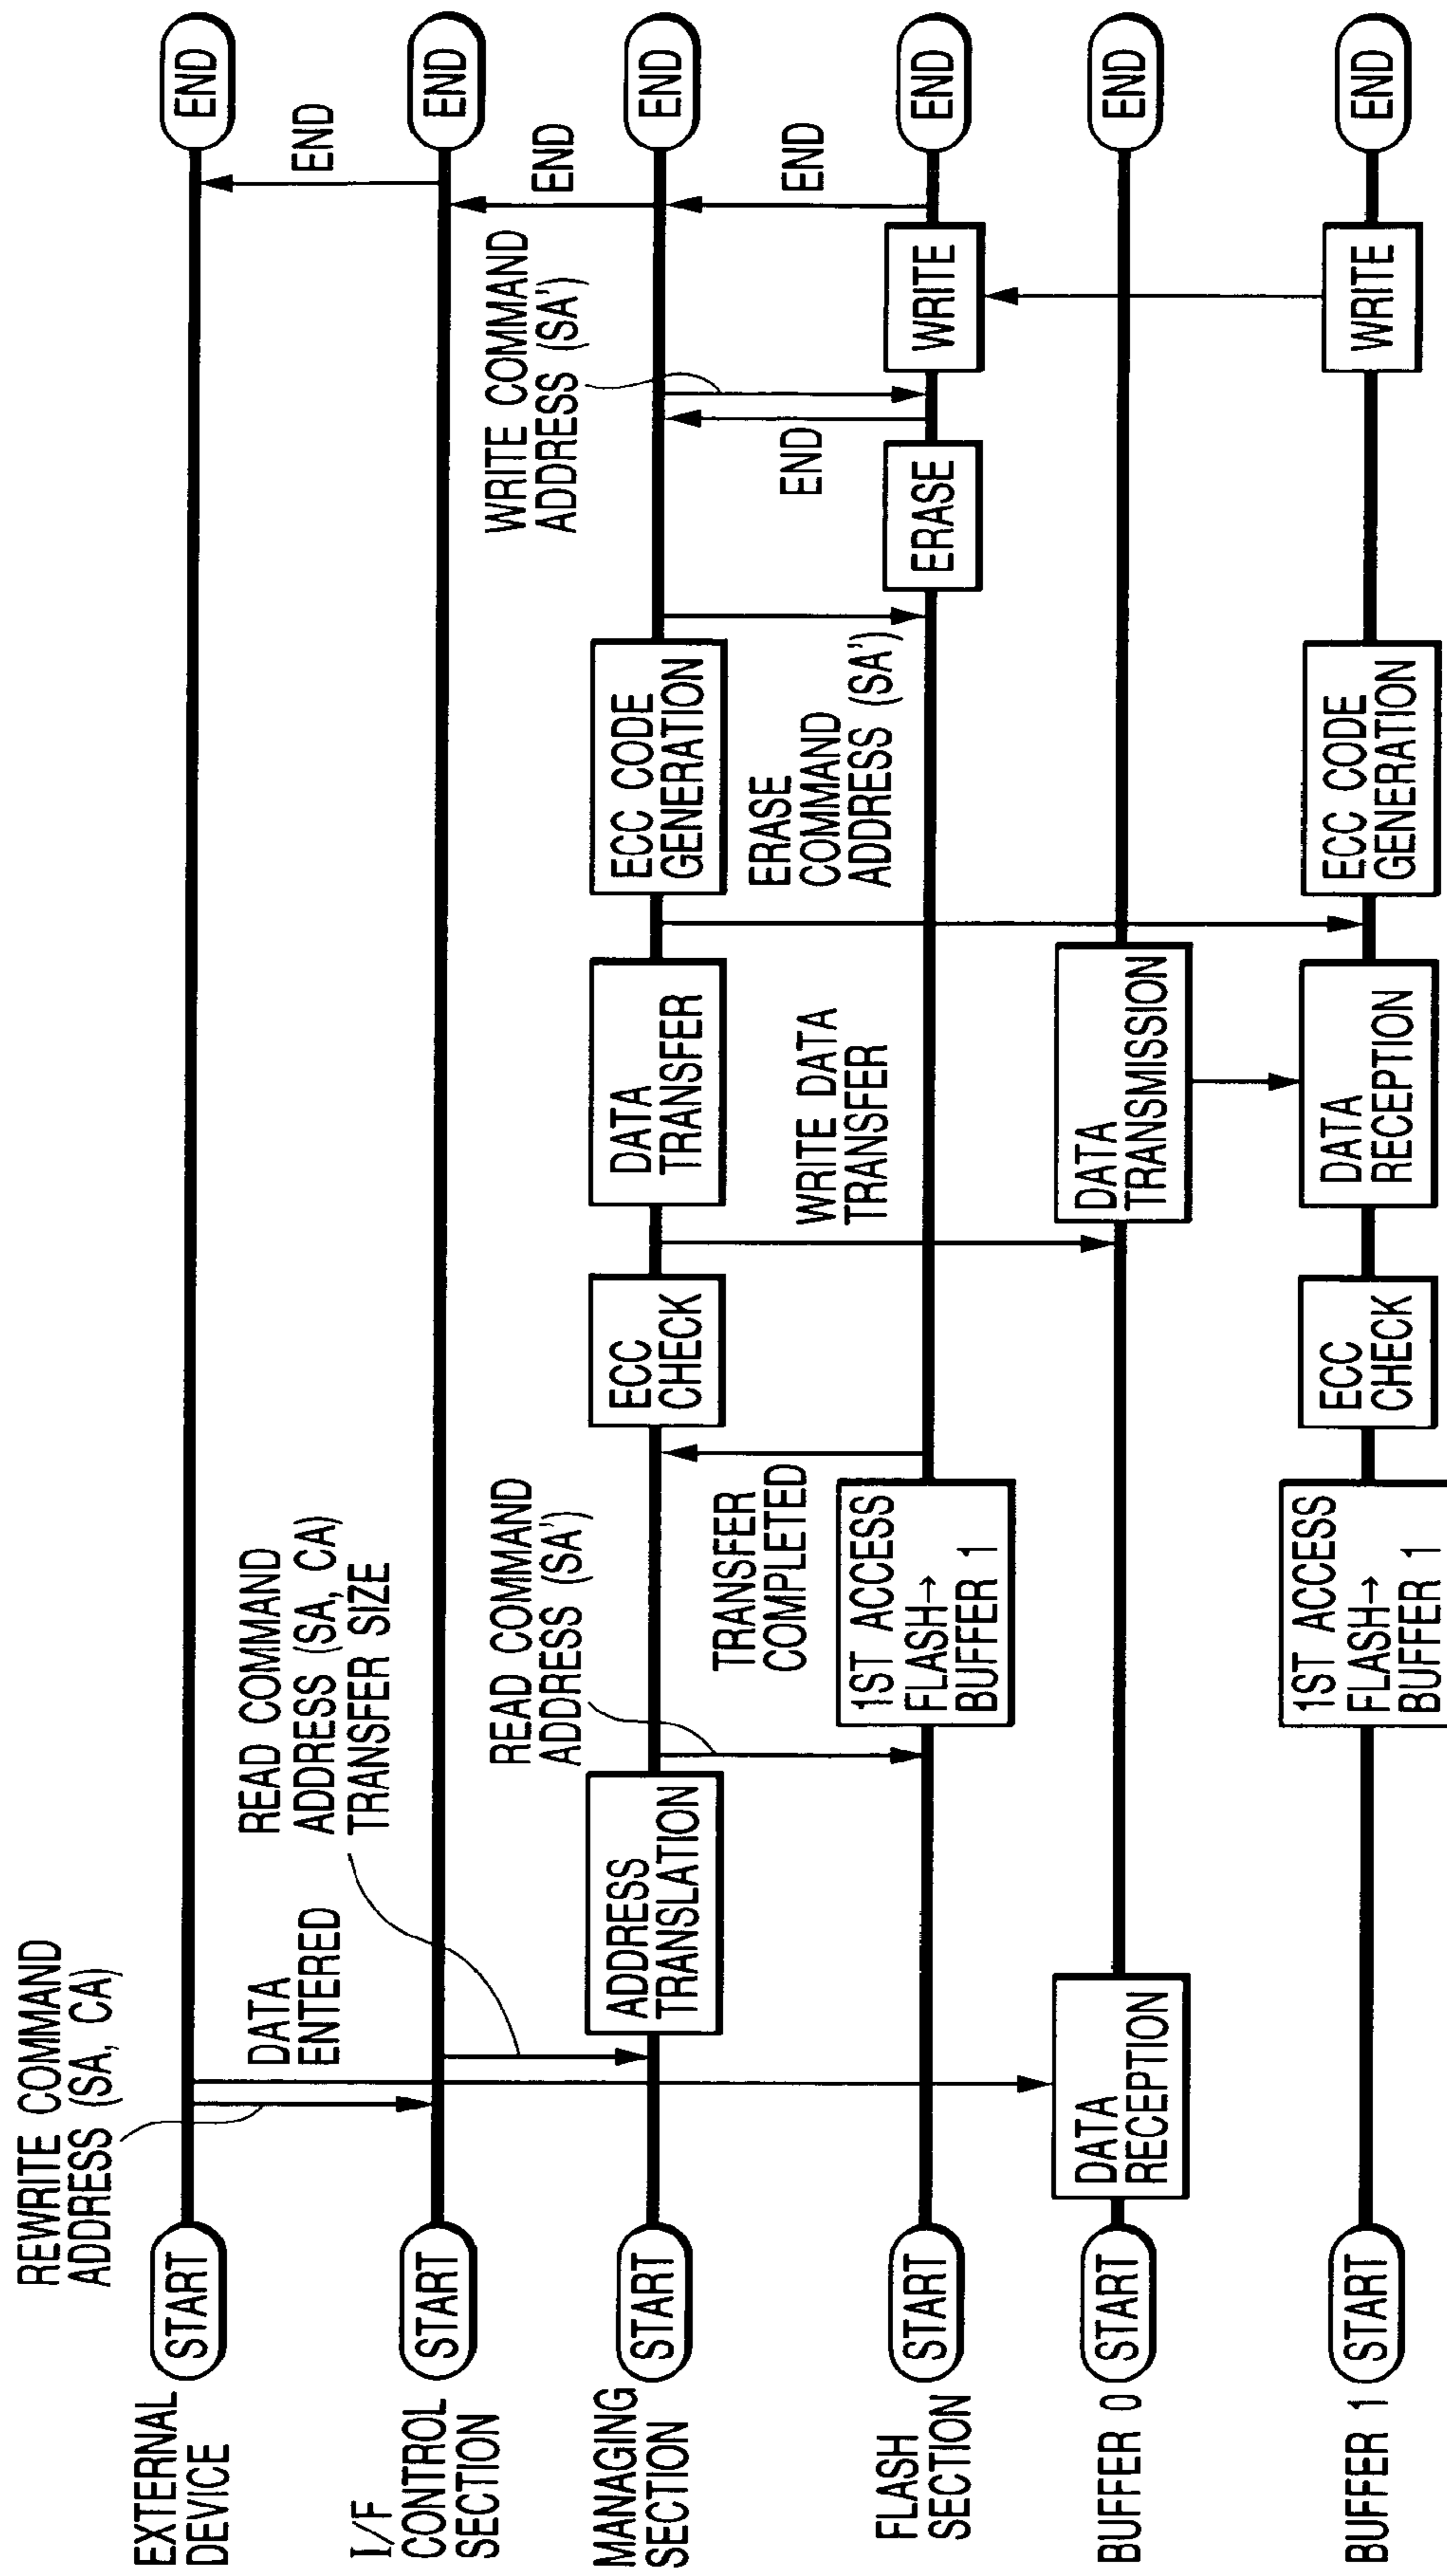 EXTERNAL
DEVICE
START
REWRITE COMMAND
ADDRESS (SA, CA)
DATA
ENTERED
END
END
I/F
CONTROL
SECTION
START
READ COMMAND
ADDRESS (SA, CA)
TRANSFER SIZE
END
END
MANAGING
SECTION
START
ADDRESS
TRANSLATION
READ COMMAND
ADDRESS (SA')
TRANSFER
COMPLETED
ECC
CHECK
WRITE DATA
TRANSFER
DATA
TRANSFER
ECC CODE
GENERATION
ERASE
COMMAND
ADDRESS (SA')
END
WRITE COMMAND
ADDRESS (SA')
END
END
FLASH
SECTION
START
1ST ACCESS
FLASH→
BUFFER 1
ERASE
WRITE
END
BUFFER 0
START
DATA
RECEPTION
DATA
TRANSMISSION
END
BUFFER 1
START
1ST ACCESS
FLASH→
BUFFER 1
ECC
CHECK
DATA
RECEPTION
ECC CODE
GENERATION
WRITE
END